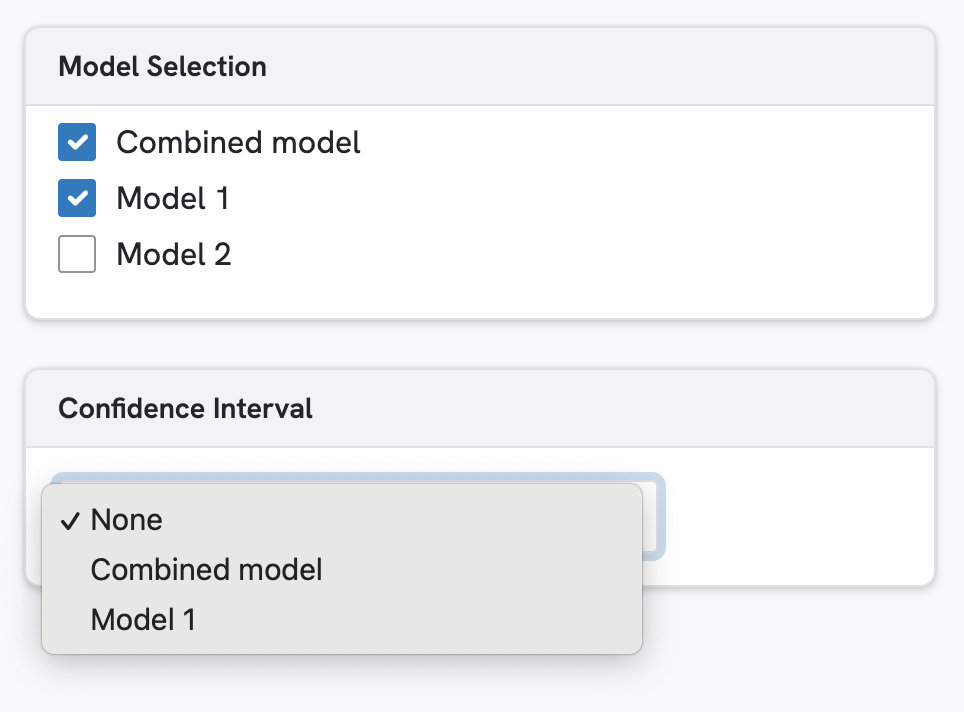 Model Selection
Combined model
Model 1
Model 2
Confidence Interval
None
Combined model
Model 1